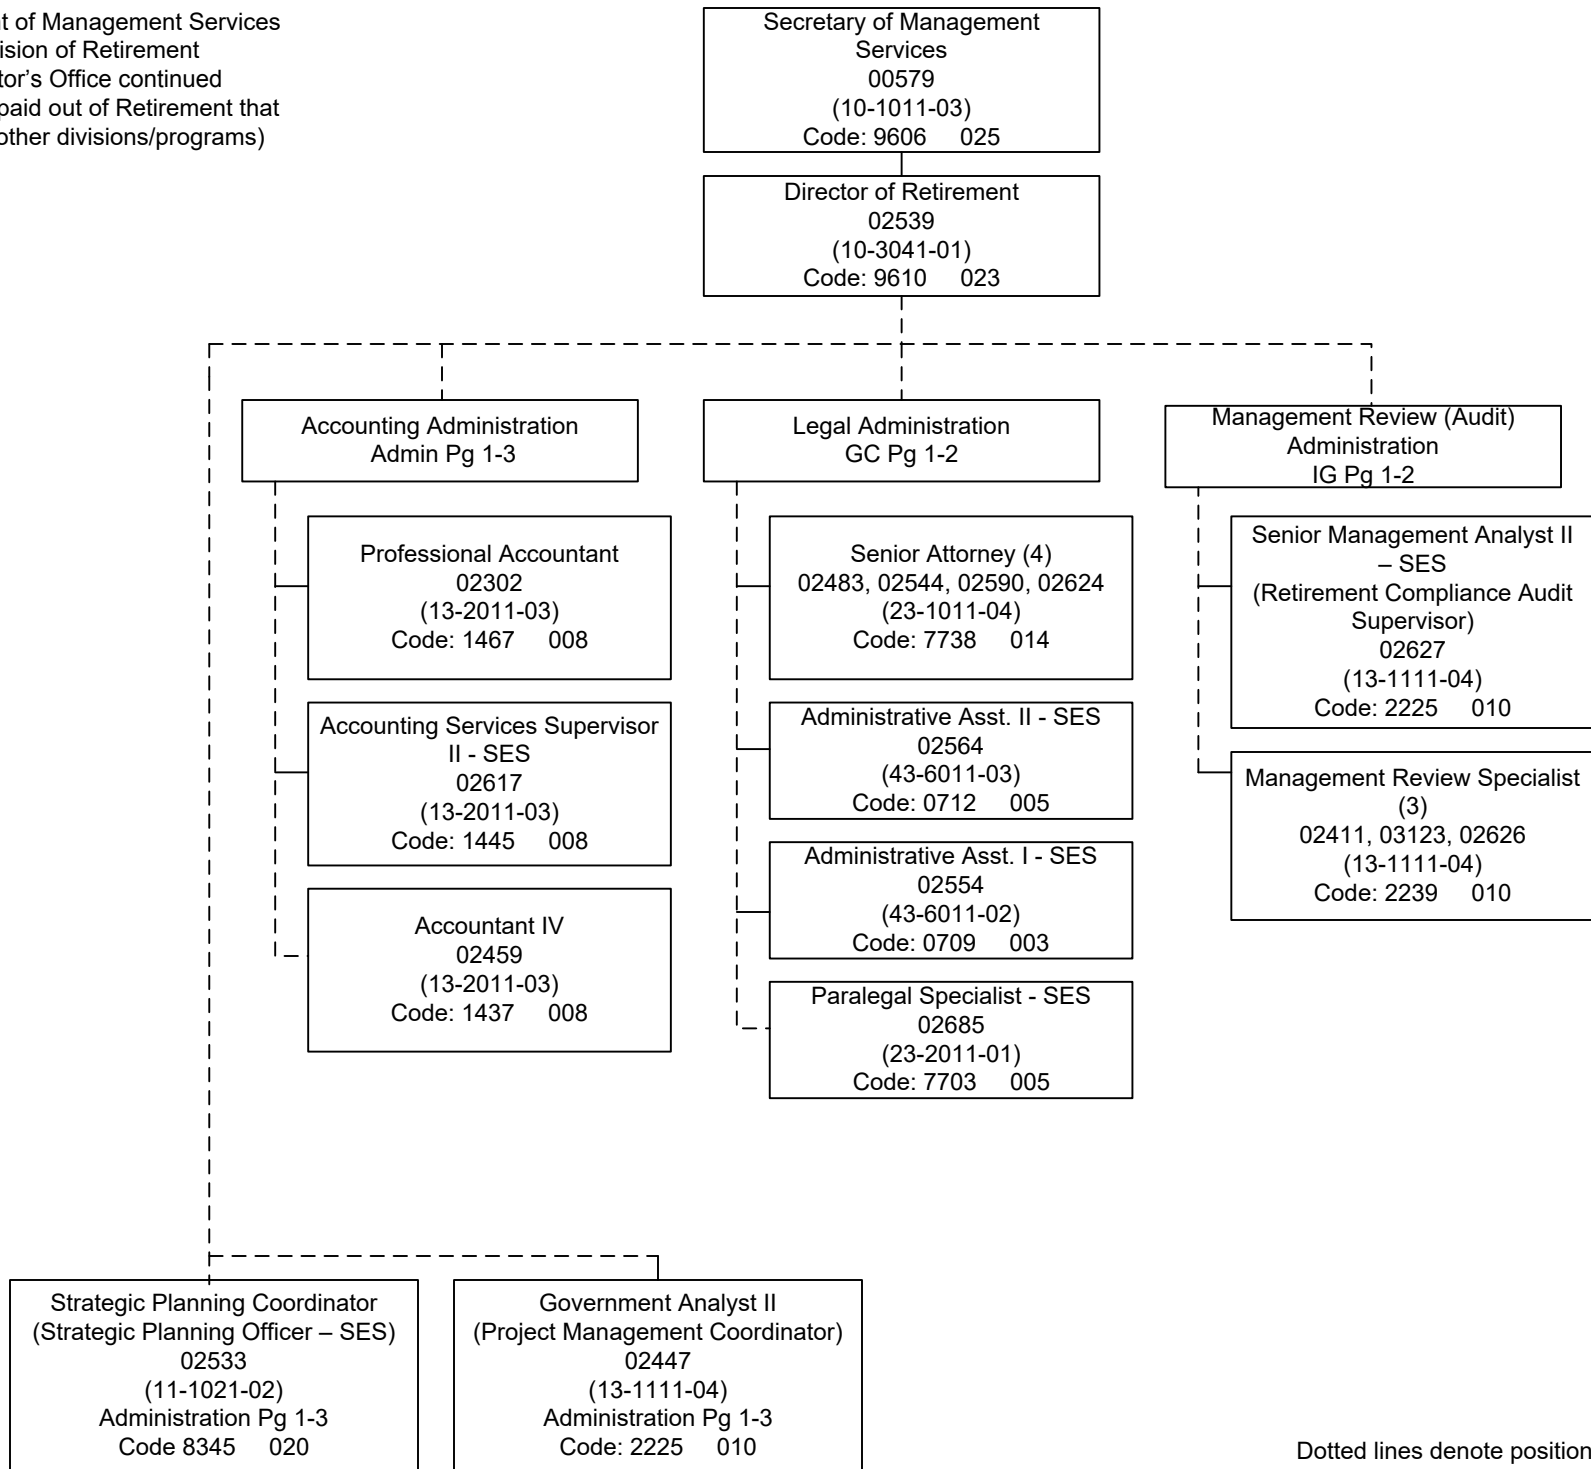 of Management Services
of Retirement
Office continued
paid out of Retirement that
other divisions/programs)
Secretary of Management
Services
00579
(10-1011-03)
Code: 9606 025
Director of Retirement
02539
(10-3041-01)
Code: 9610 023
Accounting Administration
Admin Pg 1-3
Legal Administration
GC Pg 1-2
Management Review (Audit)
Administration
IG Pg 1-2
Professional Accountant
02302
(13-2011-03)
Code: 1467 008
Accounting Services Supervisor
II - SES
02617
(13-2011-03)
Code: 1445 008
Accountant IV
02459
(13-2011-03)
Code: 1437 008
Senior Attorney (4)
02483, 02544, 02590, 02624
(23-1011-04)
Code: 7738 014
Administrative Asst. II - SES
02564
(43-6011-03)
Code: 0712 005
Administrative Asst. I - SES
02554
(43-6011-02)
Code: 0709 003
Paralegal Specialist - SES
02685
(23-2011-01)
Code: 7703 005
Senior Management Analyst II
– SES
(Retirement Compliance Audit
Supervisor)
02627
(13-1111-04)
Code: 2225 010
Management Review Specialist
(3)
02411, 03123, 02626
(13-1111-04)
Code: 2239 010
Strategic Planning Coordinator
(Strategic Planning Officer – SES)
02533
(11-1021-02)
Administration Pg 1-3
Code 8345 020
Government Analyst II
(Project Management Coordinator)
02447
(13-1111-04)
Administration Pg 1-3
Code: 2225 010
Dotted lines denote position